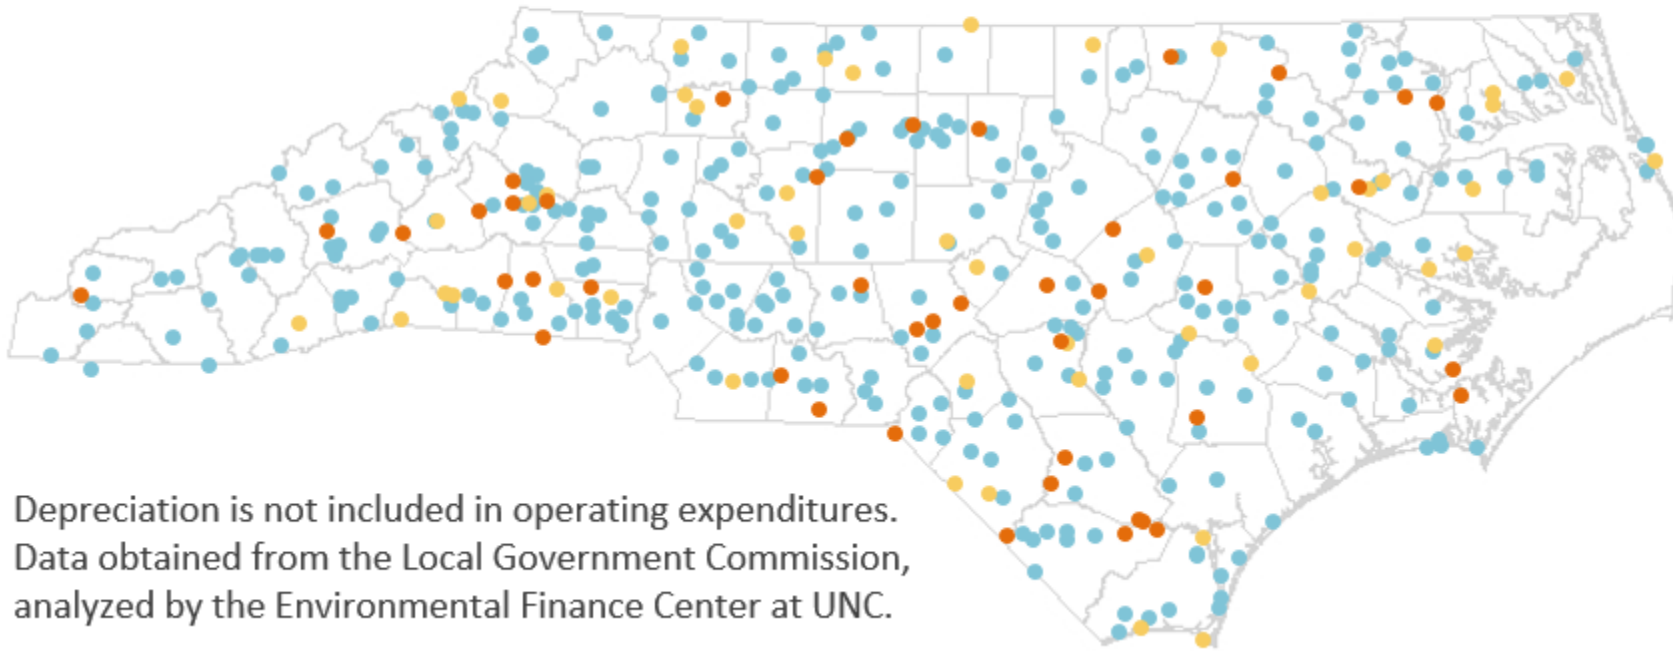 Depreciation is not included in operating expenditures.
Data obtained from the Local Government Commission,
analyzed by the Environmental Finance Center at UNC.